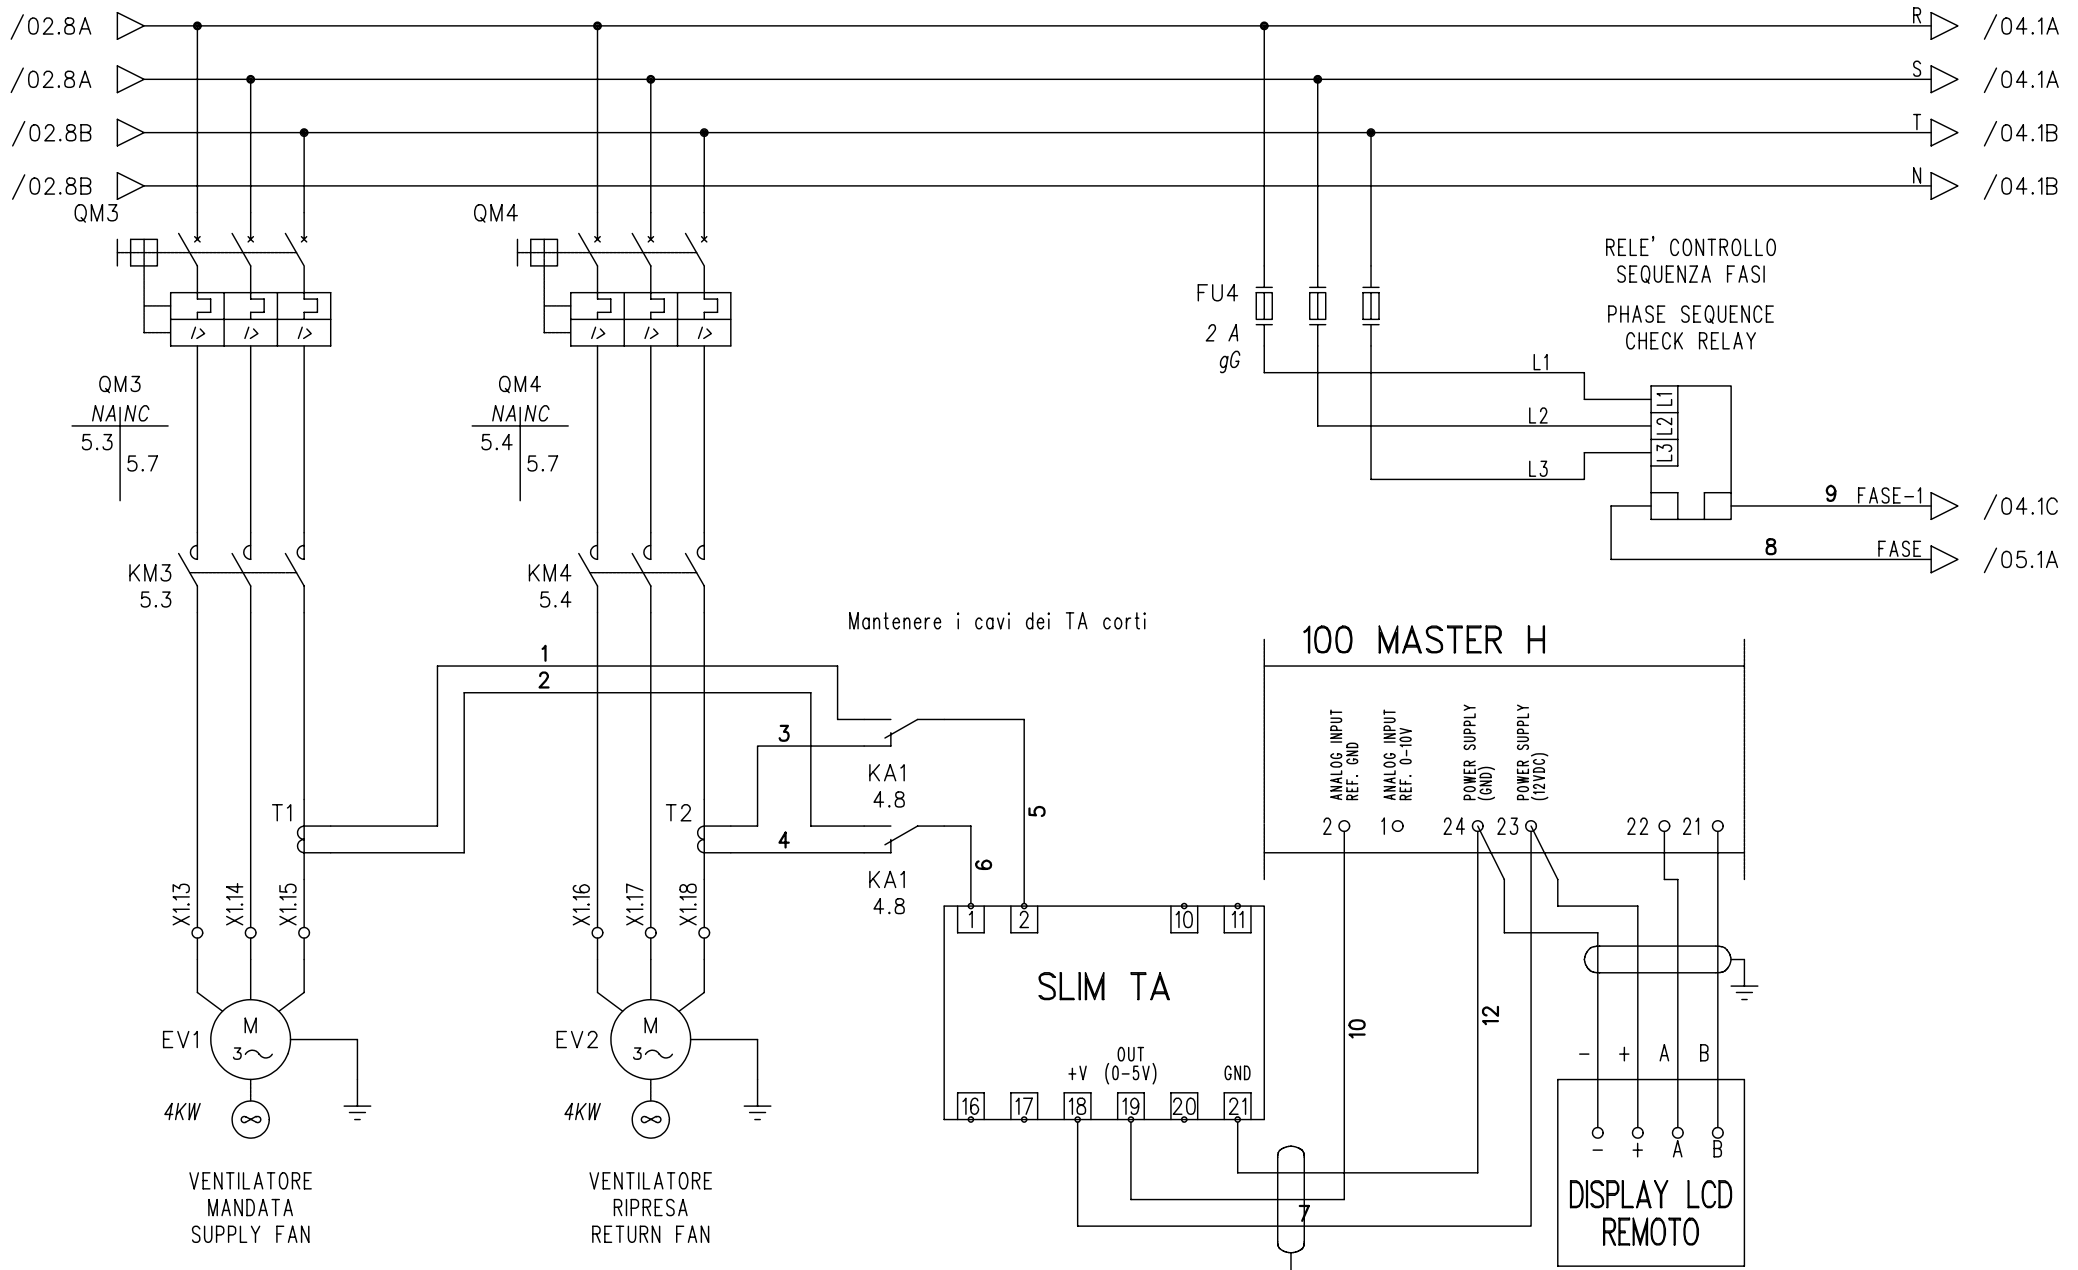 /02.8A
R
/04.1A
/02.8A
S
/04.1A
/02.8B
T
/04.1B
/02.8B
N
/04.1B
QM3
QM4
RELE' CONTROLLO
SEQUENZA FASI
PHASE SEQUENCE
CHECK RELAY
FU4
2 A
gG
I>
I>
I>
I>
I>
I>
L1
L2
L3
L1
L2
L3
QM3
NA NC
5.3
5.7
QM4
NA NC
5.4
5.7
9
FASE-1
/04.1C
8
FASE
/05.1A
KM3
5.3
KM4
5.4
Mantenere i cavi dei TA corti
1
2
3
4
5
6
KA1
4.8
KA1
4.8
T1
T2
100 MASTER H
ANALOG INPUT
REF. GND
ANALOG INPUT
REF. 0-10V
POWER SUPPLY
(GND)
POWER SUPPLY
(12VDC)
2
1
24
23
22
21
X1.13
X1.14
X1.15
X1.16
X1.17
X1.18
1
2
10
11
SLIM TA
+V
OUT
(0-5V)
GND
16
17
18
19
20
21
10
12
7
EV1
M
3~
4KW
EV2
M
3~
4KW
VENTILATORE
MANDATA
SUPPLY FAN
VENTILATORE
RIPRESA
RETURN FAN
-
+
A
B
-
+
A
B
DISPLAY LCD
REMOTO